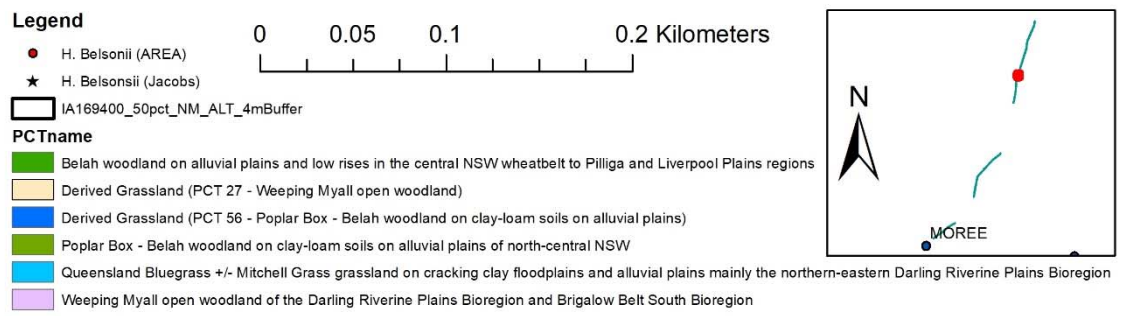 Legend
H. Belsonii (AREA)
H. Belsonsii (Jacobs)
IA169400_50pct_NM_ALT_4mBuffer
PCTname
Belah woodland on alluvial plains and low rises in the central NSW wheatbelt to Pilliga and Liverpool Plains regions
Derived Grassland (PCT 27 - Weeping Myall open woodland)
Derived Grassland (PCT 56 - Poplar Box - Belah woodland on clay-loam soils on alluvial plains)
Poplar Box - Belah woodland on clay-loam soils on alluvial plains of north-central NSW
Queensland Bluegrass +/- Mitchell Grass grassland on cracking clay floodplains and alluvial plains mainly the northern-eastern Darling Riverine Plains Bioregion
Weeping Myall open woodland of the Darling Riverine Plains Bioregion and Brigalow Belt South Bioregion
0 0.05 0.1 0.2 Kilometers
N
MOREE